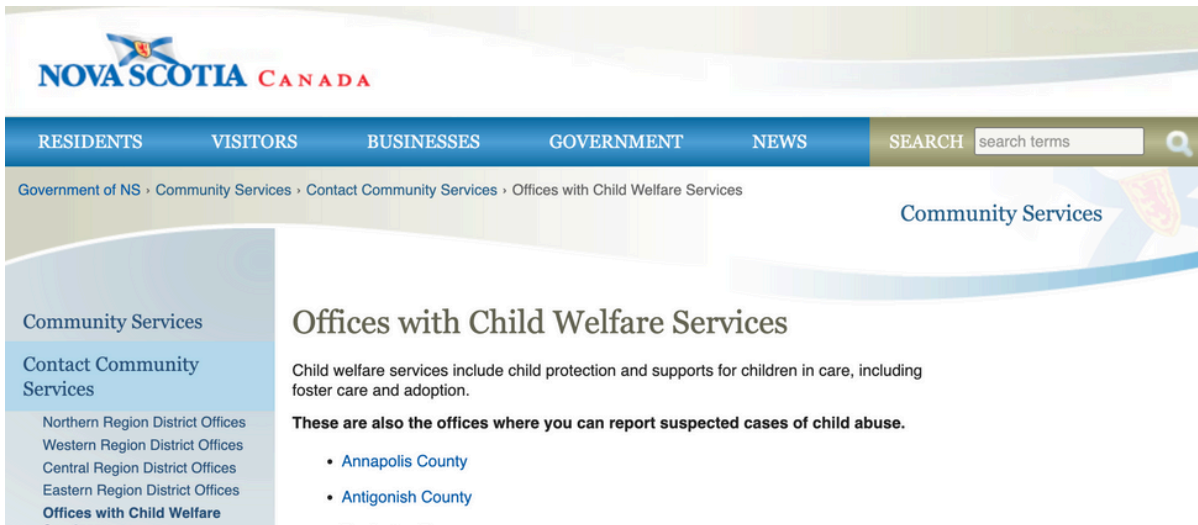 NOVA SCOTIA CANADA
RESIDENTS VISITORS BUSINESSES GOVERNMENT NEWS SEARCH search terms
Government of NS › Community Services › Contact Community Services › Offices with Child Welfare Services
Community Services
Community Services
Contact Community
Services
Northern Region District Offices
Western Region District Offices
Central Region District Offices
Eastern Region District Offices
Offices with Child Welfare
Offices with Child Welfare Services
Child welfare services include child protection and supports for children in care, including
foster care and adoption.
These are also the offices where you can report suspected cases of child abuse.
• Annapolis County
• Antigonish County